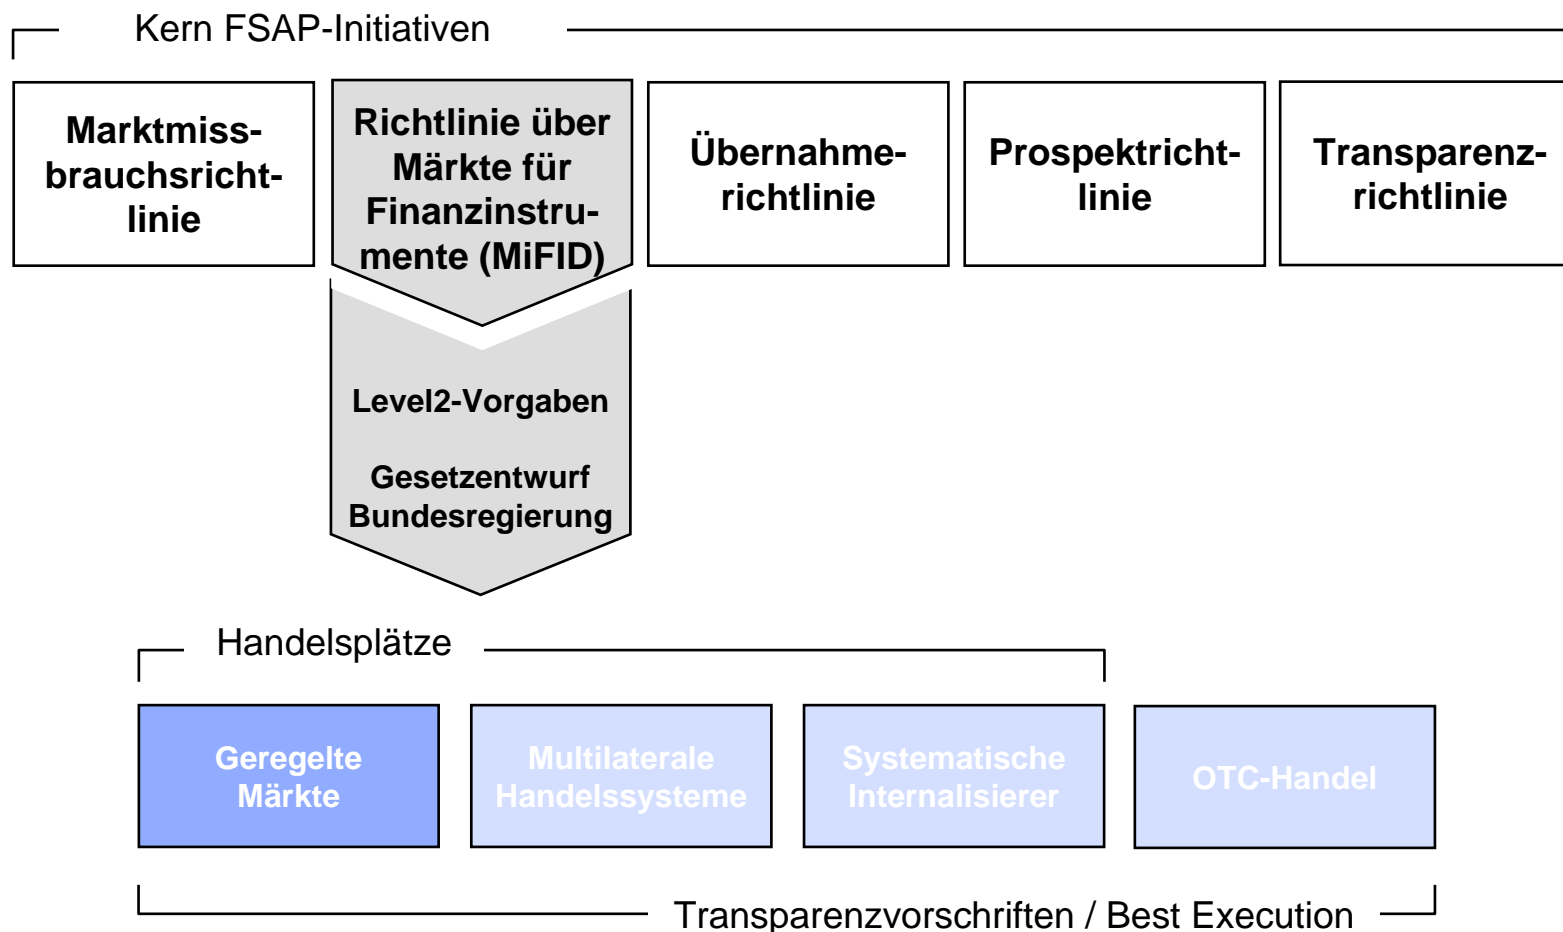 Kern FSAP-Initiativen
Marktmiss-
brauchsricht-
linie
Richtlinie über
Märkte für
Finanzinstru-
mente (MiFID)
Übernahme-
richtlinie
Prospektricht-
linie
Transparenz-
richtlinie
Level2-Vorgaben
Gesetzentwurf
Bundesregierung
Handelsplätze
Geregelte
Märkte
Multilaterale
Handelssysteme
Systematische
Internalisierer
OTC-Handel
Transparenzvorschriften / Best Execution